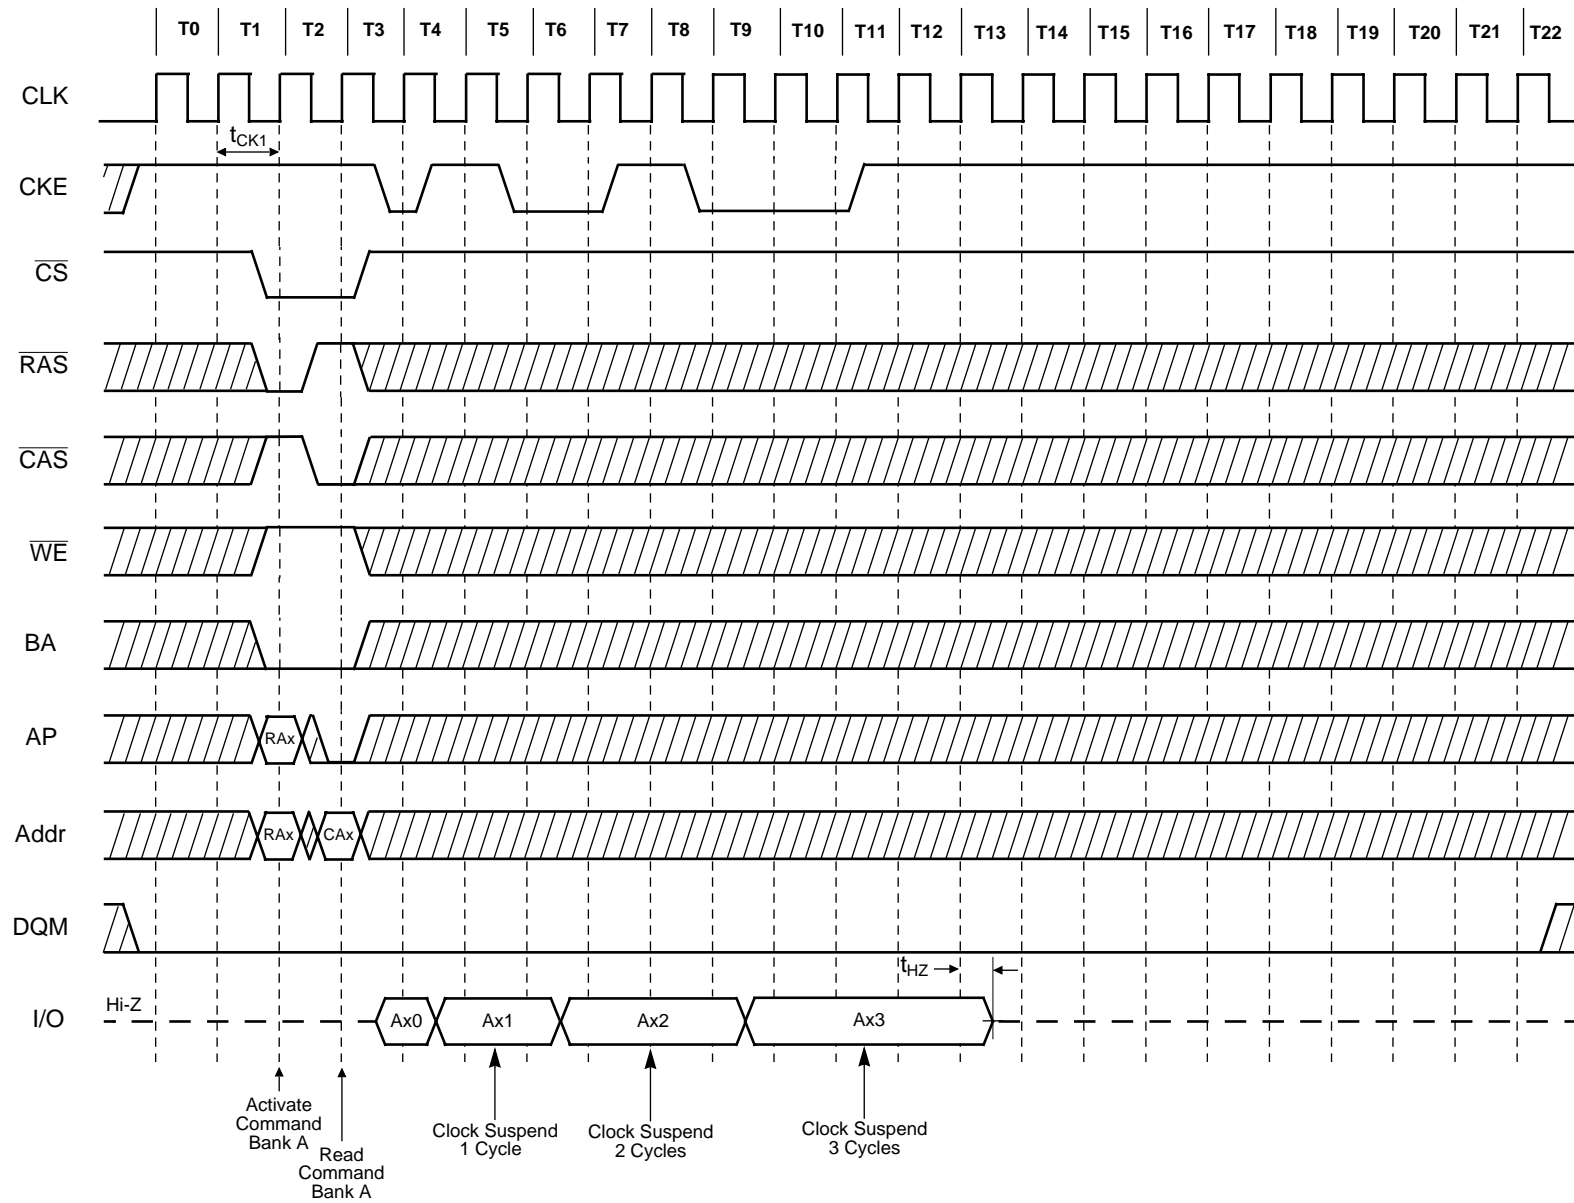 T0 T1 T2 T3 T4 T5 T6 T7 T8 T9 T10 T11 T12 T13 T14 T15 T16 T17 T18 T19 T20 T21 T22
CLK
tCK1
CKE
CS
RAS
CAS
WE
BA
AP RAx
Addr RAx CAx
DQM
tHZ
Hi-Z
I/O Ax0 Ax1 Ax2 Ax3
Activate
Command
Bank A
Read
Command
Bank A
Clock Suspend
1 Cycle
Clock Suspend
2 Cycles
Clock Suspend
3 Cycles